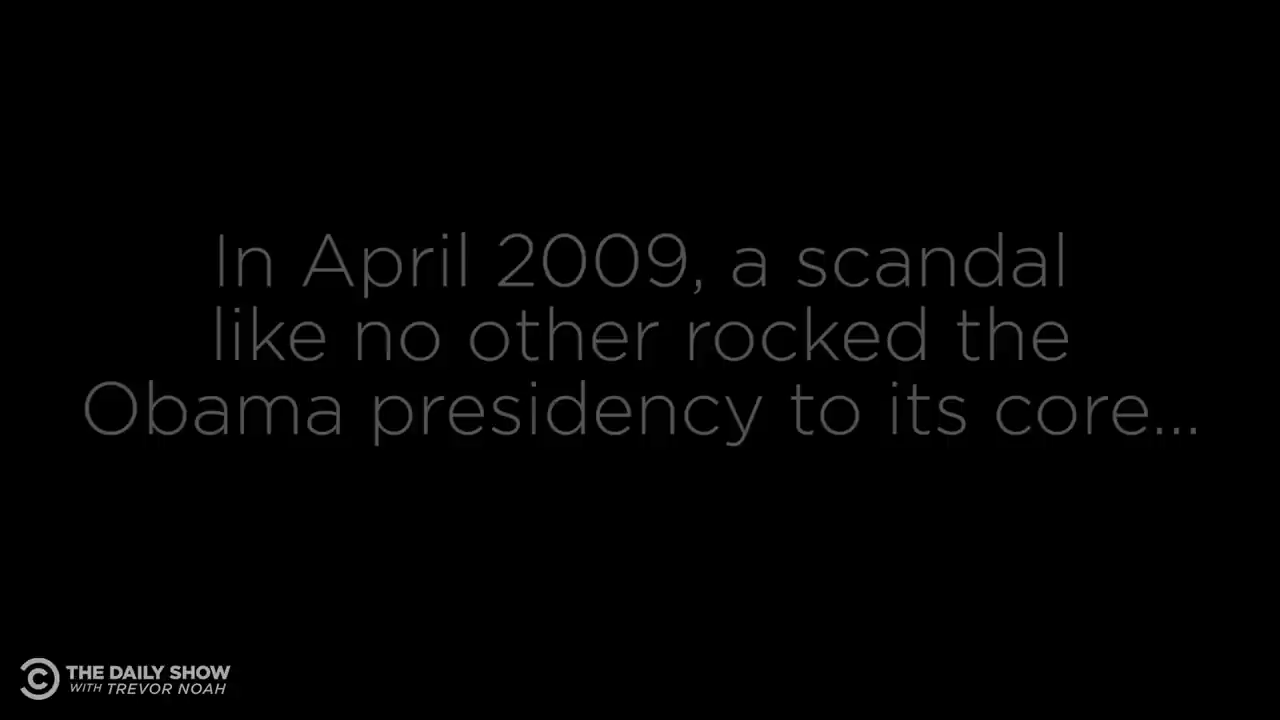 In April 2009, a scandal
like no other rocked the
Obama presidency to its core...
THE DAILY SHOW
WITH TREVOR NOAH